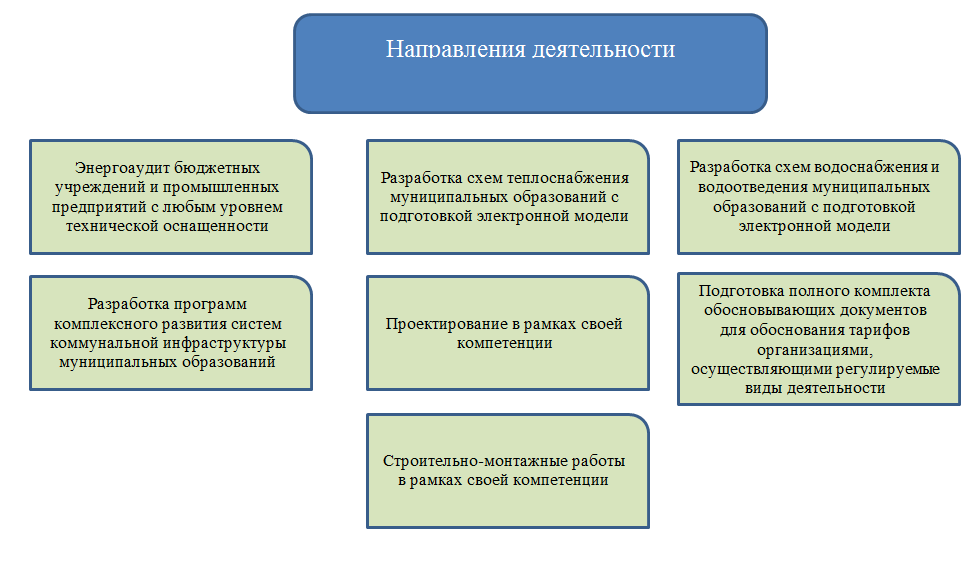 Направления деятельности
Энергоаудит бюджетных
учреждений и промышленных
предприятий с любым уровнем
технической оснащенности
Разработка схем теплоснабжения
муниципальных образований с
подготовкой электронной модели
Разработка схем водоснабжения и
водоотведения муниципальных
образований с подготовкой
электронной модели
Разработка программ
комплексного развития систем
коммунальной инфраструктуры
муниципальных образований
Проектирование в рамках своей
компетенции
Подготовка полного комплекта
обосновывающих документов
для обоснования тарифов
организациями,
осуществляющими регулируемые
виды деятельности
Строительно-монтажные работы
в рамках своей компетенции